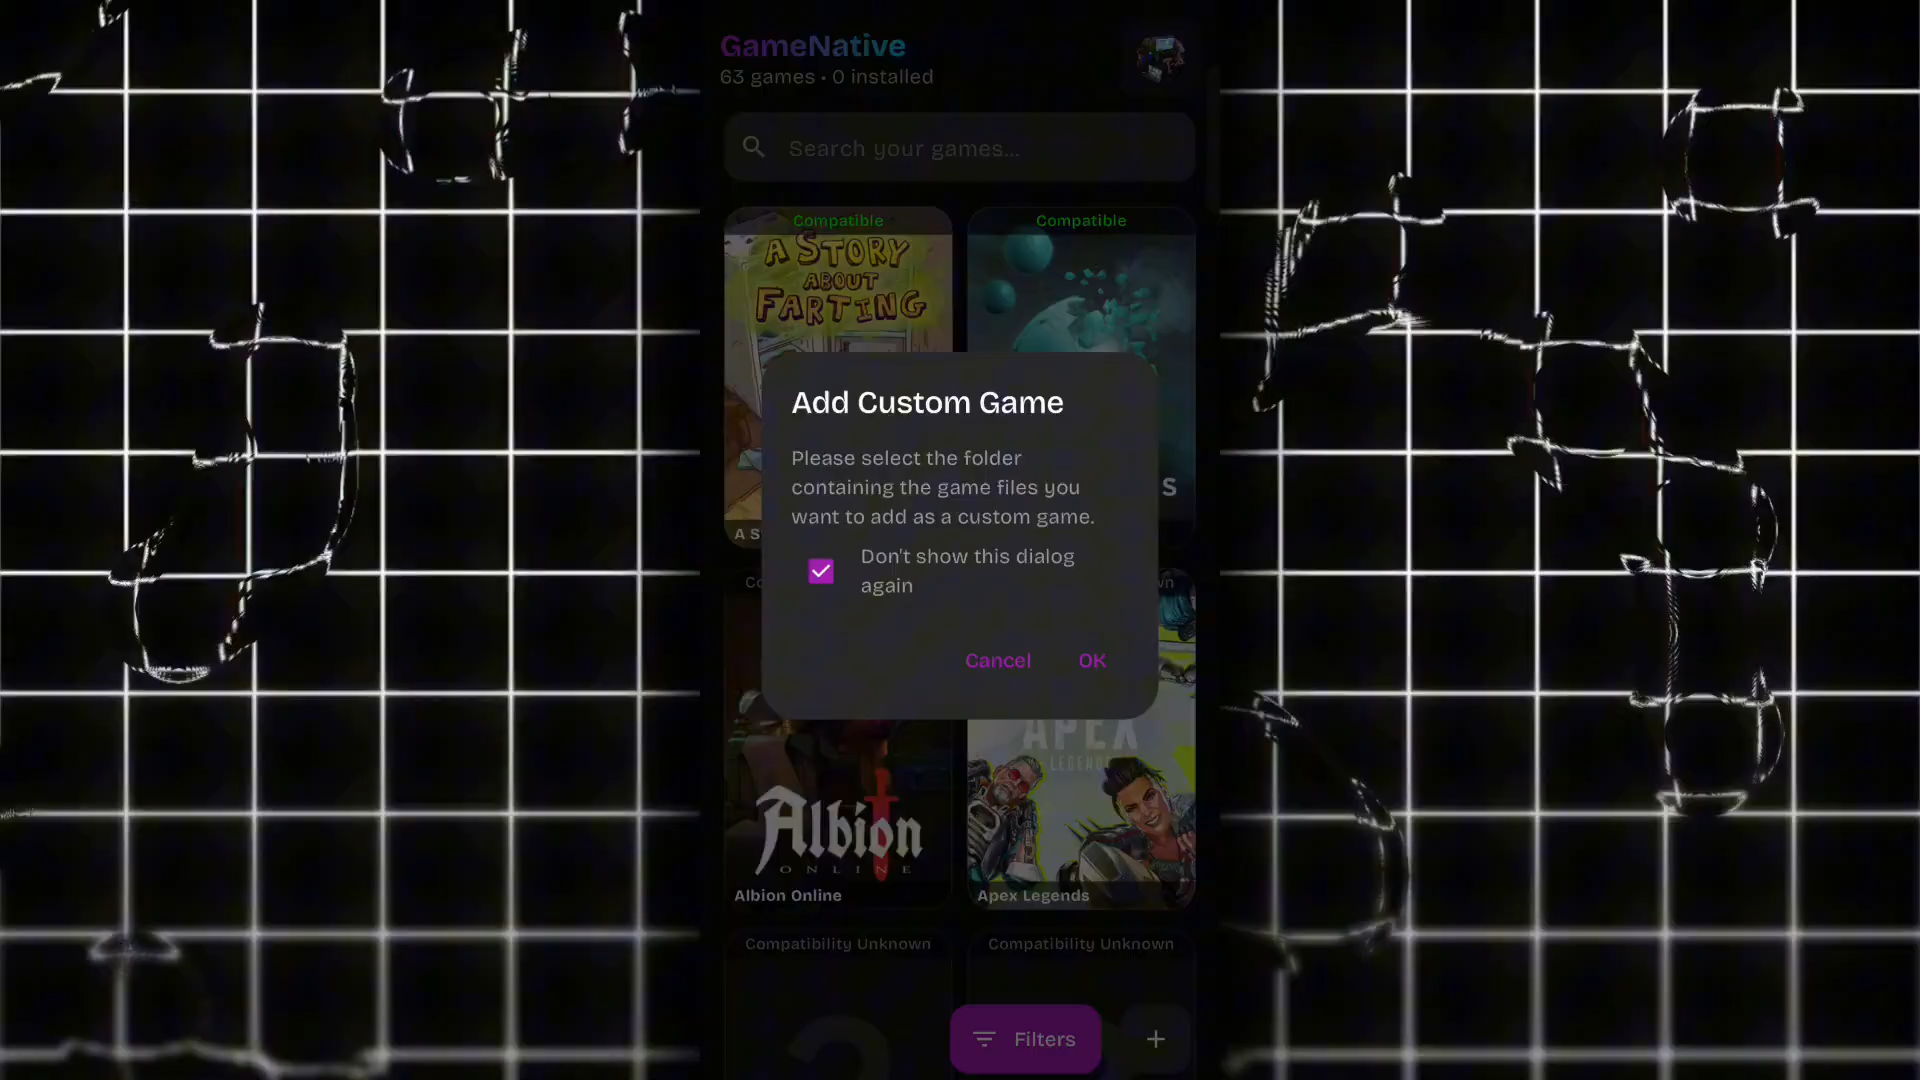 GameNative
63 games • 0 installed
Search your games...
Compatible
Compatible
A STORY
ABOUT
FARTING
S
A S
Add Custom Game
Please select the folder
containing the game files you
want to add as a custom game.
Don't show this dialog
again
Cancel
OK
Albion
ONLINE
APEX
LEGENDS
Albion Online
Apex Legends
Compatibility Unknown
Compatibility Unknown
Filters